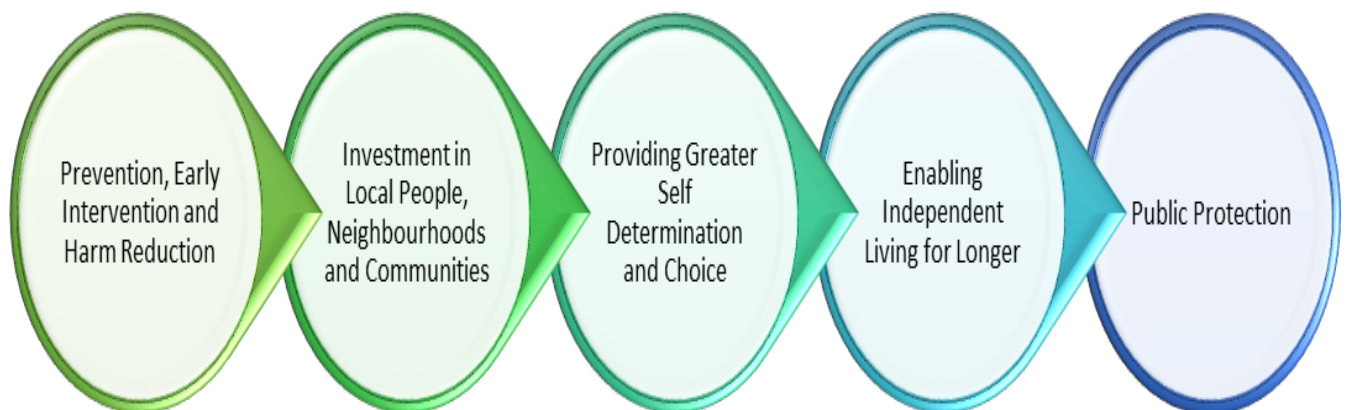 Prevention, Early
Intervention and
Harm Reduction
Investment in
Local People,
Neighbourhoods
and Communities
Providing Greater
Self
Determination
and Choice
Enabling
Independent
Living for Longer
Public Protection